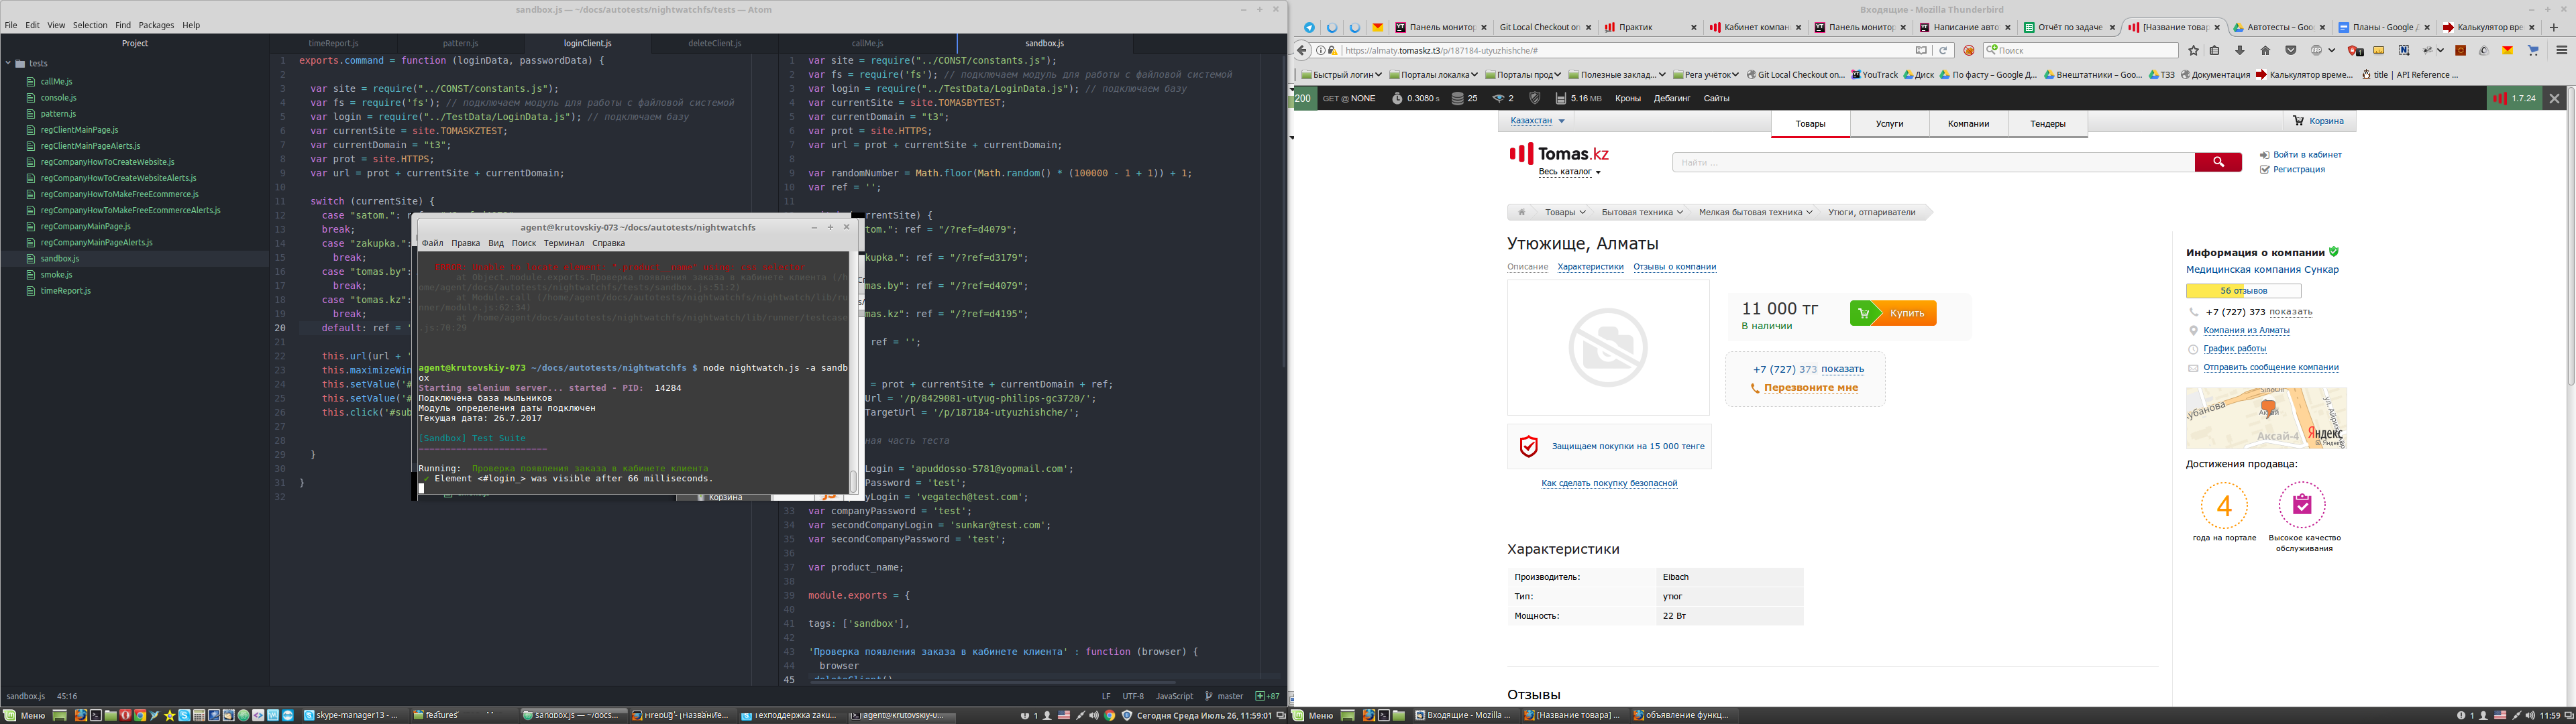 sandbox.js — ~/docs/autotests/nightwatchfs/tests — Atom
File Edit View Selection Find Packages Help
Project
timeReport.js
pattern.js
loginClient.js
deleteClient.js
callMe.js
sandbox.js
tests
callMe.js
console.js
pattern.js
regClientMainPage.js
regClientMainPageAlerts.js
regCompanyHowToCreateWebsite.js
regCompanyHowToCreateWebsiteAlerts.js
regCompanyHowToMakeFreeEcommerce.js
regCompanyHowToMakeFreeEcommerceAlerts.js
regCompanyMainPage.js
regCompanyMainPageAlerts.js
sandbox.js
smoke.js
timeReport.js
1 exports.command = function (loginData, passwordData) {
2
3 var site = require("../CONST/constants.js");
4 var fs = require('fs'); // подключаем модуль для работы с файловой системой
5 var login = require("../TestData/LoginData.js"); // подключаем базу
6 var currentSite = site.TOMASKZTEST;
7 var currentDomain = "t3";
8 var prot = site.HTTPS;
9 var url = prot + currentSite + currentDomain;
10
11 switch (currentSite) {
12 case "satom.":
13 break;
14 case "zakupka.":
15 break;
16 case "tomas.by":
17 break;
18 case "tomas.kz":
19 break;
20 default: ref = '
22 this.url(url + '
23 this.maximizeWin
24 this.setValue('#
25 this.setValue('#
26 this.click('#sub
27
28
29 }
30
31 }
32
agent@krutovskiy-073 ~/docs/autotests/nightwatchfs
Файл Правка Вид Поиск Терминал Справка
at Object.module.exports.Проверка появления заказа в кабинете клиента (/h
ome/agent/docs/autotests/nightwatchfs/tests/sandbox.js:51:2)
at Module.call (/home/agent/docs/autotests/nightwatchfs/nightwatch/lib/ru
nner/module.js:62:34)
at /home/agent/docs/autotests/nightwatchfs/nightwatch/lib/runner/testcase
.js:70:29
agent@krutovskiy-073 ~/docs/autotests/nightwatchfs $ node nightwatch.js -a sandb
ox
Starting selenium server... started - PID: 14284
Подключена база мыльников
Модуль определения даты подключен
Текущая дата: 26.7.2017
[Sandbox] Test Suite
========================
Running: Проверка появления заказа в кабинете клиента
✔ Element <#login_> was visible after 66 milliseconds.
Корзина
1 var site = require("../CONST/constants.js");
2 var fs = require('fs'); // подключаем модуль для работы с файловой системой
3 var login = require("../TestData/LoginData.js"); // подключаем базу
4 var currentSite = site.TOMASBYTEST;
5 var currentDomain = "t3";
6 var prot = site.HTTPS;
7 var url = prot + currentSite + currentDomain;
8
9 var randomNumber = Math.floor(Math.random() * (100000 - 1 + 1)) + 1;
10 var ref = '';
11
rrentSite) {
tom.": ref = "/?ref=d4079";
kupka.": ref = "/?ref=d3179";
mas.by": ref = "/?ref=d4079";
mas.kz": ref = "/?ref=d4195";
ref = '';
= prot + currentSite + currentDomain + ref;
Url = '/p/8429081-utyug-philips-gc3720/';
TargetUrl = '/p/187184-utyuzhishche/';
ная часть теста
Login = 'apuddosso-5781@yopmail.com';
Password = 'test';
yLogin = 'vegatech@test.com';
33 var companyPassword = 'test';
34 var secondCompanyLogin = 'sunkar@test.com';
35 var secondCompanyPassword = 'test';
36
37 var product_name;
38
39 module.exports = {
40
41 tags: ['sandbox'],
42
43 'Проверка появления заказа в кабинете клиента' : function (browser) {
44 browser
45 .deleteClient()
sandbox.js 45:16
LF UTF-8 JavaScript master +87
Меню
skype-manager13 - ...
features
sandbox.js — ~/docs...
Firebug - [Название...
Техподдержка zaku...
agent@krutovskiy-0...
1
Сегодня Среда Июль 26, 11:59:01
Входящие - Mozilla Thunderbird
Панель монитор
Git Local Checkout on
Практик
Кабинет компан
Панель монитор
Написание автот
Отчёт по задаче
[Название товар
Автотесты – Goo
Планы - Google Д
Калькулятор вре
https://almaty.tomaskz.t3/p/187184-utyuzhishche/#
Поиск
Быстрый логин
Порталы локалка
Порталы прод
Полезные заклад...
Рега учёток
Git Local Checkout on...
YouTrack
Диск
По фасту – Google Д...
Внештатники – Goo...
ТЗЗ
Документация
Калькулятор време...
title | API Reference ...
200 GET @ NONE 0.3080 s 25 2 5.16 MB Кроны Дебагинг Сайты
1.7.24
Казахстан
Товары
Услуги
Компании
Тендеры
Корзина
Tomas.kz
Весь каталог
Найти ...
Войти в кабинет
Регистрация
Товары
Бытовая техника
Мелкая бытовая техника
Утюги, отпариватели
Утюжище, Алматы
Описание Характеристики Отзывы о компании
11 000 тг
В наличии
Купить
+7 (727) 373 показать
Перезвоните мне
Защищаем покупки на 15 000 тенге
Как сделать покупку безопасной
Характеристики
Производитель: Eibach
Тип: утюг
Мощность: 22 Вт
Отзывы
Информация о компании
Медицинская компания Сункар
56 отзывов
+7 (727) 373 показать
Компания из Алматы
График работы
Отправить сообщение компании
Аксай-4
Яндекс
Достижения продавца:
4
года на портале
Высокое качество
обслуживания
Меню
Входящие - Mozilla ...
[Название товара] ...
объявление функц...
1
11:59